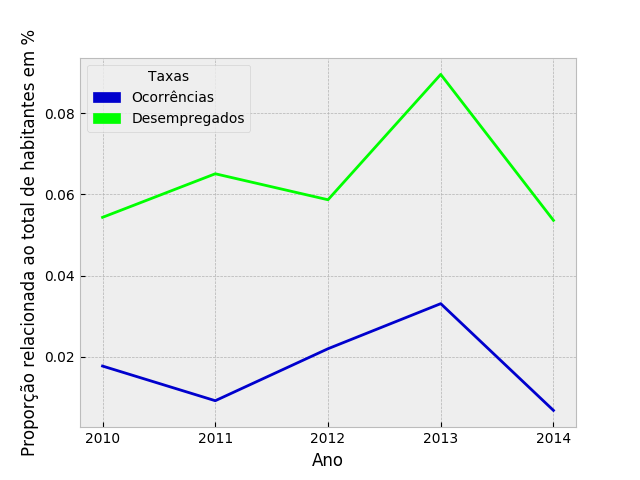 Proporção relacionada ao total de habitantes em %
Taxas
Ocorrências
Desempregados
0.08
0.06
0.04
0.02
2010 2011 2012 2013 2014
Ano